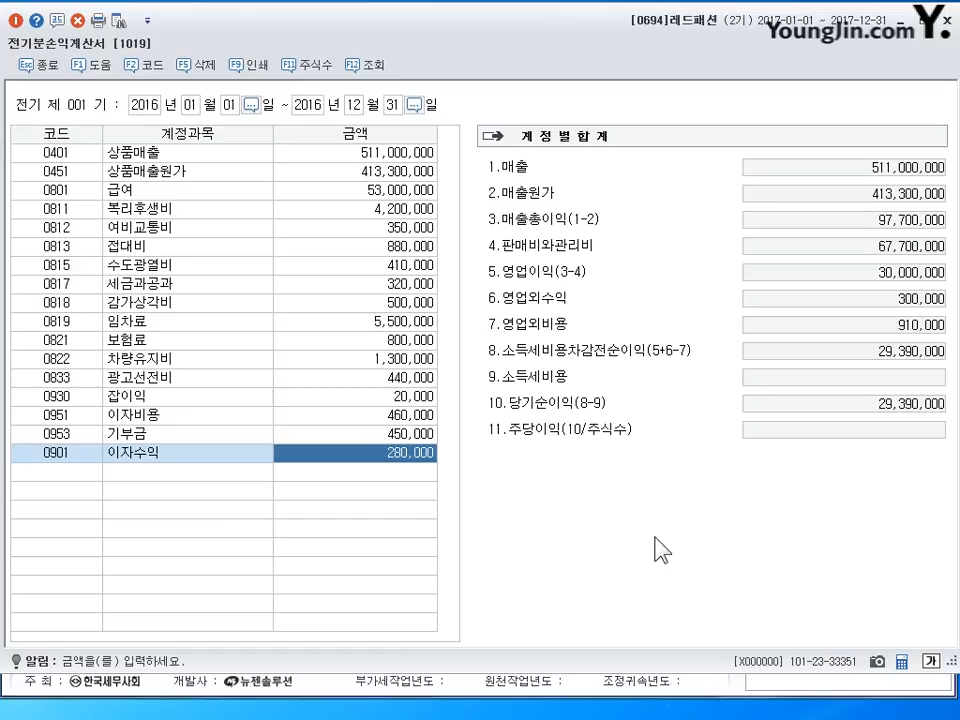 [0694]레드패션 (2기) 2017-01-01 ~ 2017-12-31
YoungJin.com Y.
전기분손익계산서 [1019]
Esc 종료 F1 도움 F2 코드 F5 삭제 F9 인쇄 F11 주식수 F12 조회
전기 제 001 기 : 2016 년 01 월 01 일 ~ 2016 년 12 월 31 일
코드 계정과목 금액
0401 상품매출 511,000,000
0451 상품매출원가 413,300,000
0801 급여 53,000,000
0811 복리후생비 4,200,000
0812 여비교통비 350,000
0813 접대비 880,000
0815 수도광열비 410,000
0817 세금과공과 320,000
0818 감가상각비 500,000
0819 임차료 5,500,000
0821 보험료 800,000
0822 차량유지비 1,300,000
0833 광고선전비 440,000
0930 잡이익 20,000
0951 이자비용 460,000
0953 기부금 450,000
0901 이자수익 280,000
계 정 별 합 계
1.매출 511,000,000
2.매출원가 413,300,000
3.매출총이익(1-2) 97,700,000
4.판매비와관리비 67,700,000
5.영업이익(3-4) 30,000,000
6.영업외수익 300,000
7.영업외비용 910,000
8.소득세비용차감전순이익(5+6-7) 29,390,000
9.소득세비용
10.당기순이익(8-9) 29,390,000
11.주당이익(10/주식수)
알림 : 금액을(를) 입력하세요.
[X000000] 101-23-33351 가
주 최 : 한국세무사회 개발사 : 뉴젠솔루션 부가세작업년도 : 원천작업년도 : 조정귀속년도 :